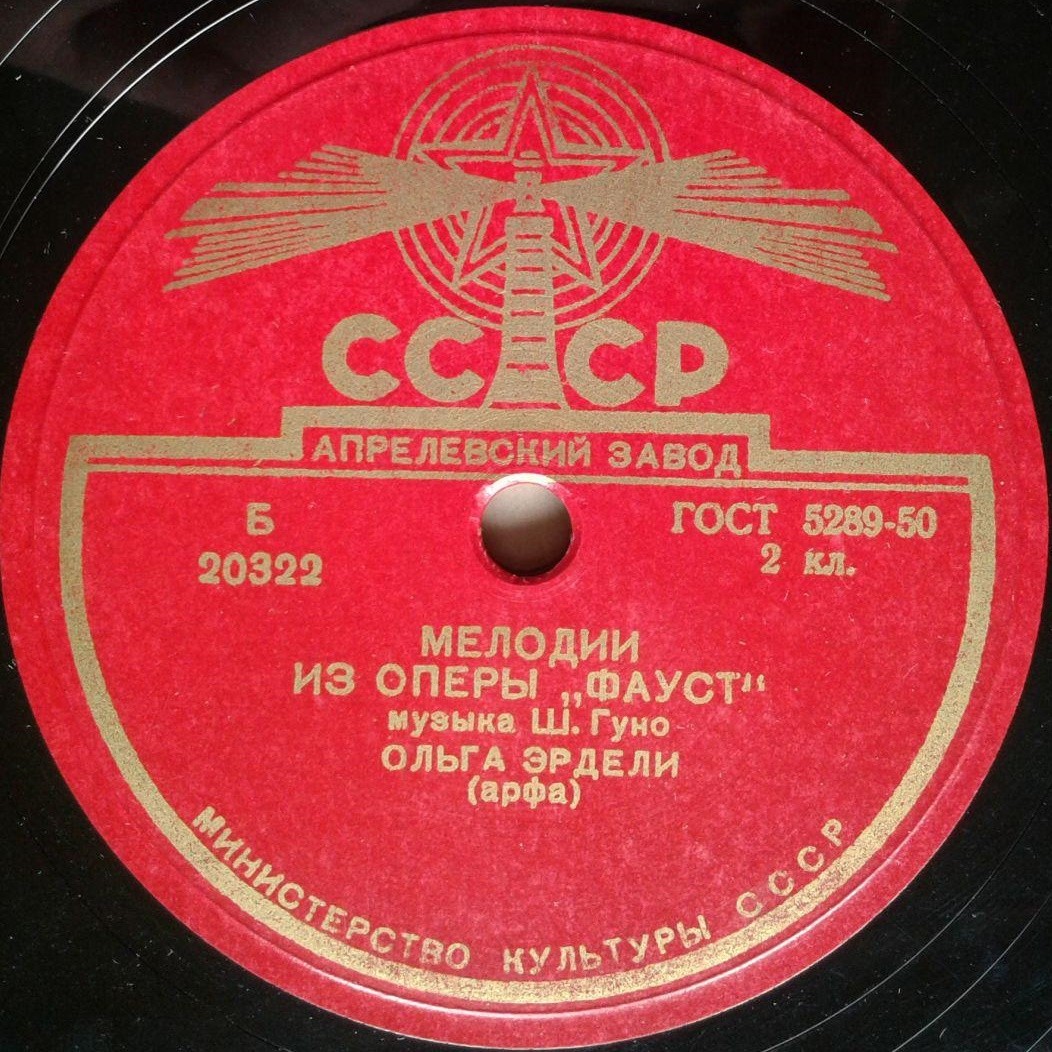 СССР
АПРЕЛЕВСКИЙ ЗАВОД
Б
20322
ГОСТ 5289-50
2 кл.
МЕЛОДИИ
ИЗ ОПЕРЫ „ФАУСТ“
музыка Ш. Гуно
ОЛЬГА ЭРДЕЛИ
(арфа)
МИНИСТЕРСТВО КУЛЬТУРЫ СССР